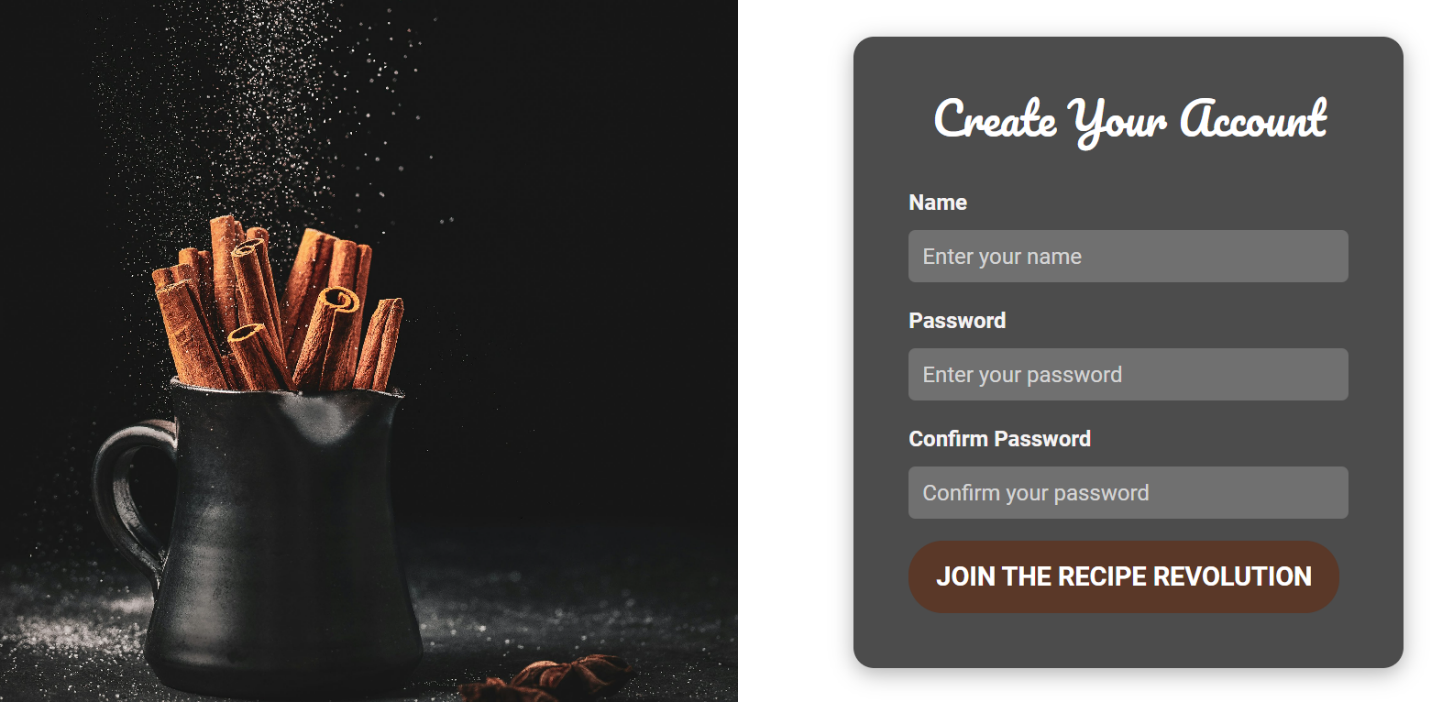 Create Your Account
Name
Enter your name
Password
Enter your password
Confirm Password
Confirm your password
JOIN THE RECIPE REVOLUTION